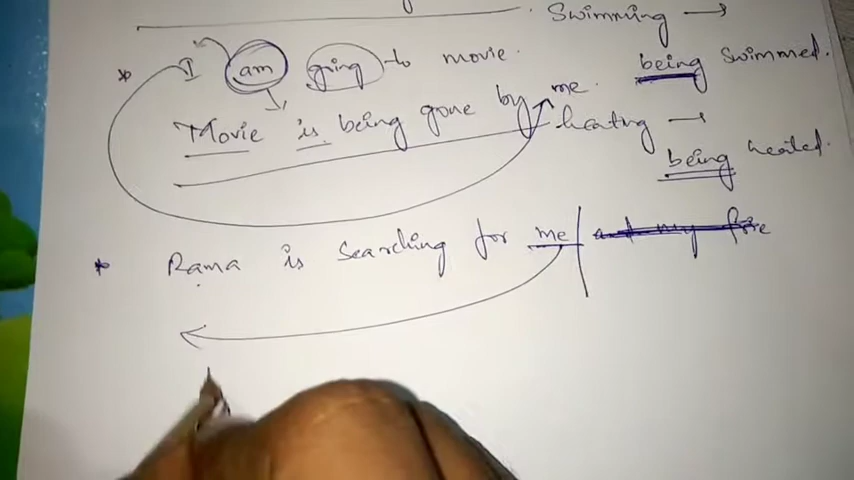 Swimming →
* I am going to movie.
being Swimmed.
Movie is being gone by me.
heating →
being heated.
* Rama is searching for me